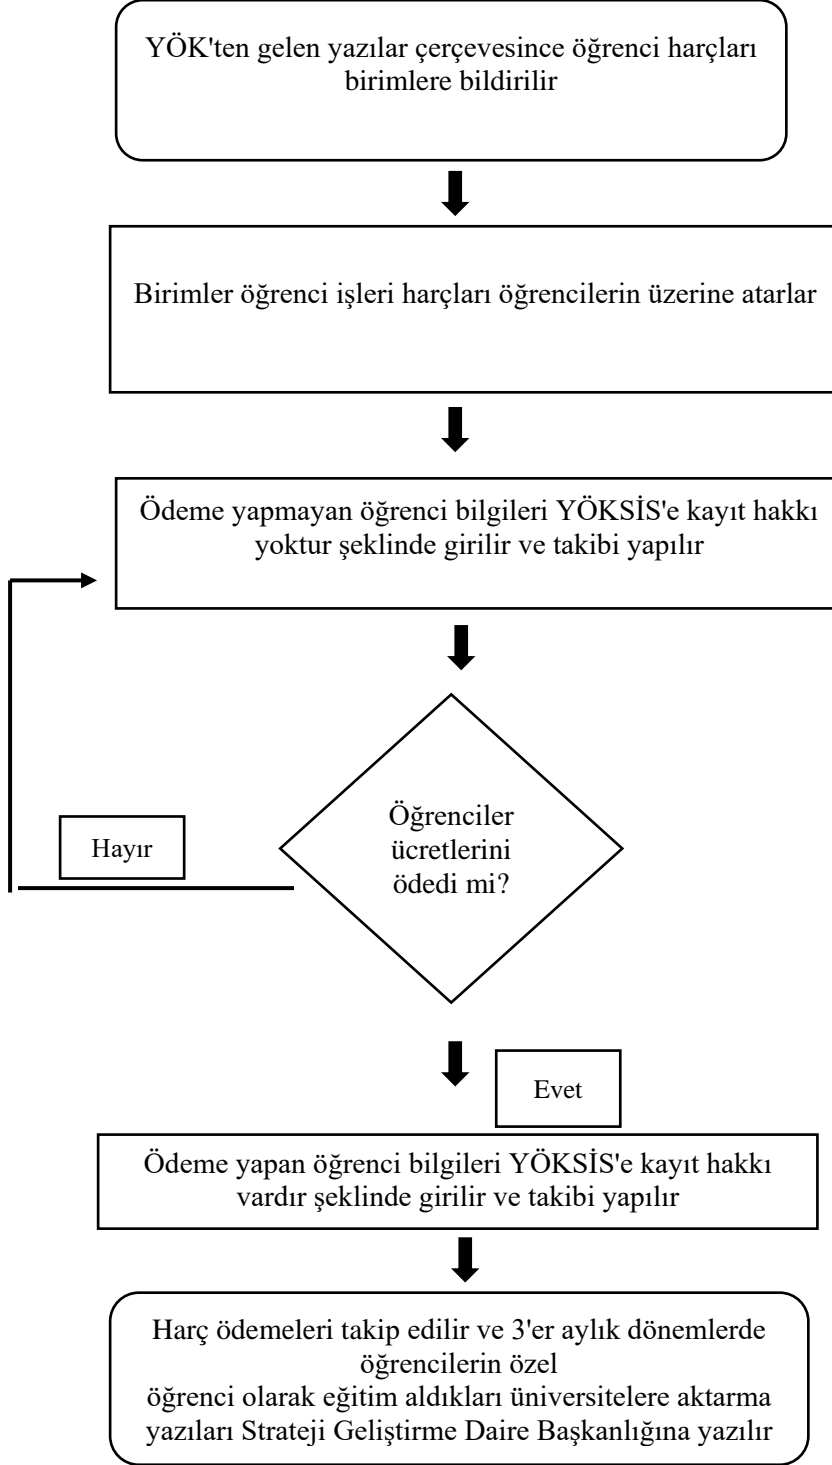 YÖK'ten gelen yazılar çerçevesince öğrenci harçları
birimlere bildirilir
Birimler öğrenci işleri harçları öğrencilerin üzerine atarlar
Ödeme yapmayan öğrenci bilgileri YÖKSİS'e kayıt hakkı
yoktur şeklinde girilir ve takibi yapılır
Öğrenciler
ücretlerini
ödedi mi?
Hayır
Evet
Ödeme yapan öğrenci bilgileri YÖKSİS'e kayıt hakkı
vardır şeklinde girilir ve takibi yapılır
Harç ödemeleri takip edilir ve 3'er aylık dönemlerde
öğrencilerin özel
öğrenci olarak eğitim aldıkları üniversitelere aktarma
yazıları Strateji Geliştirme Daire Başkanlığına yazılır